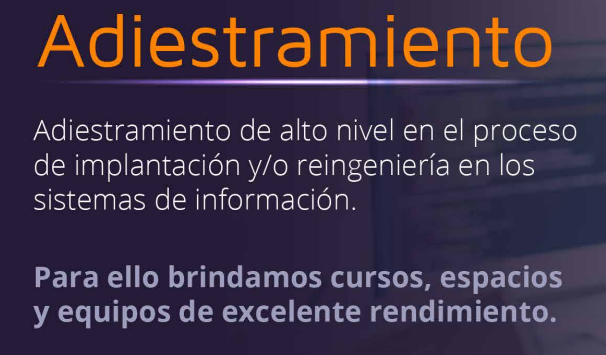 Adiestramiento
Adiestramiento de alto nivel en el proceso
de implantación y/o reingeniería en los
sistemas de información.
Para ello brindamos cursos, espacios
y equipos de excelente rendimiento.